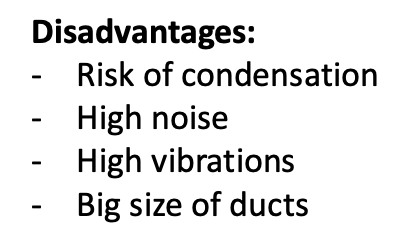 Disadvantages:
- Risk of condensation
- High noise
- High vibrations
- Big size of ducts